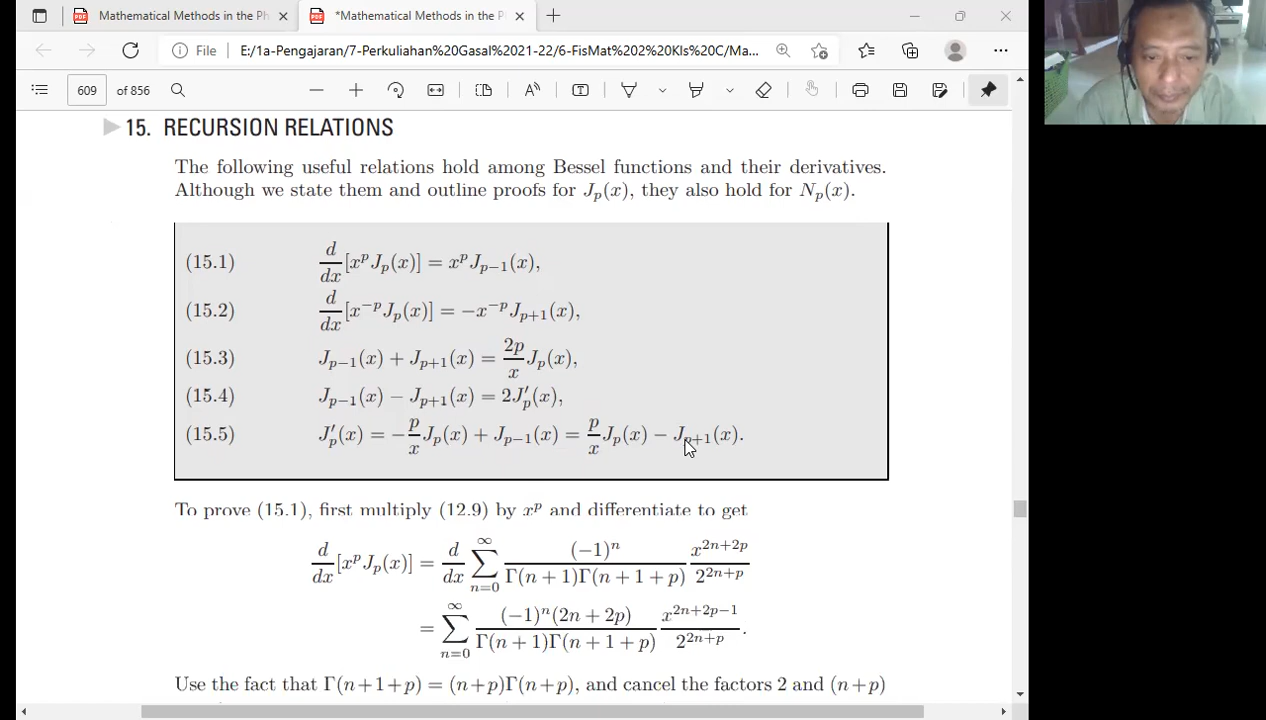 Mathematical Methods in the P
*Mathematical Methods in the P
File
E:/1a-Pengajaran/7-Perkuliahan%20Gasal%2021-22/6-FisMat%202%20Kls%20C/Ma...
609 of 856
15. RECURSION RELATIONS
The following useful relations hold among Bessel functions and their derivatives.
Although we state them and outline proofs for J_p(x), they also hold for N_p(x).
(15.1) d/dx [x^p J_p(x)] = x^p J_{p−1}(x),
(15.2) d/dx [x^{−p} J_p(x)] = −x^{−p} J_{p+1}(x),
(15.3) J_{p−1}(x) + J_{p+1}(x) = 2p/x J_p(x),
(15.4) J_{p−1}(x) − J_{p+1}(x) = 2J′_p(x),
(15.5) J′_p(x) = −p/x J_p(x) + J_{p−1}(x) = p/x J_p(x) − J_{p+1}(x).
To prove (15.1), first multiply (12.9) by x^p and differentiate to get
d/dx [x^p J_p(x)] = d/dx ∑_{n=0}^{∞} (−1)^n / Γ(n + 1)Γ(n + 1 + p) x^{2n+2p} / 2^{2n+p}
= ∑_{n=0}^{∞} (−1)^n (2n + 2p) / Γ(n + 1)Γ(n + 1 + p) x^{2n+2p−1} / 2^{2n+p}.
Use the fact that Γ(n+1+p) = (n+p)Γ(n+p), and cancel the factors 2 and (n+p)